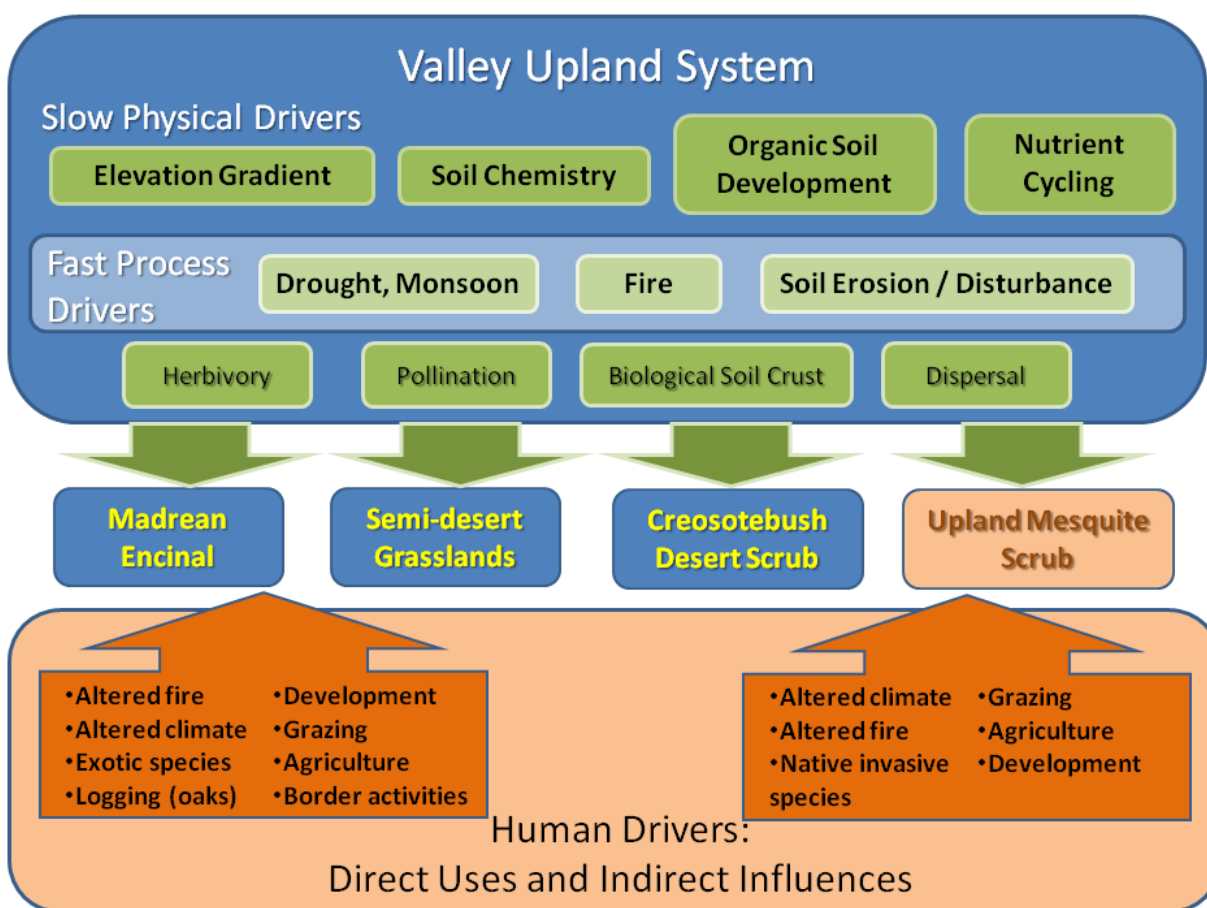 Valley Upland System
Slow Physical Drivers
Elevation Gradient
Soil Chemistry
Organic Soil
Development
Nutrient
Cycling
Fast Process
Drivers
Drought, Monsoon
Fire
Soil Erosion / Disturbance
Herbivory
Pollination
Biological Soil Crust
Dispersal
Madrean
Encinal
Semi-desert
Grasslands
Creosotebush
Desert Scrub
Upland Mesquite
Scrub
•Altered fire
•Altered climate
•Exotic species
•Logging (oaks)
•Development
•Grazing
•Agriculture
•Border activities
•Altered climate
•Altered fire
•Native invasive
species
•Grazing
•Agriculture
•Development
Human Drivers:
Direct Uses and Indirect Influences